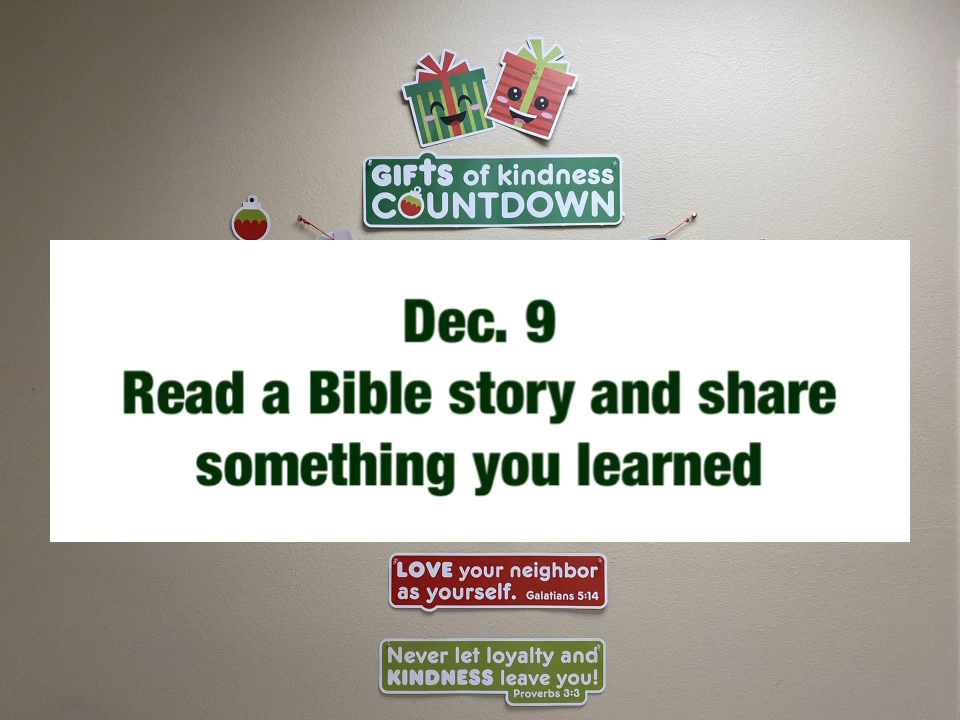 GIFTS of kindness
COUNTDOWN
Dec. 9
Read a Bible story and share
something you learned
LOVE your neighbor
as yourself. Galatians 5:14
Never let loyalty and
KINDNESS leave you!
Proverbs 3:3